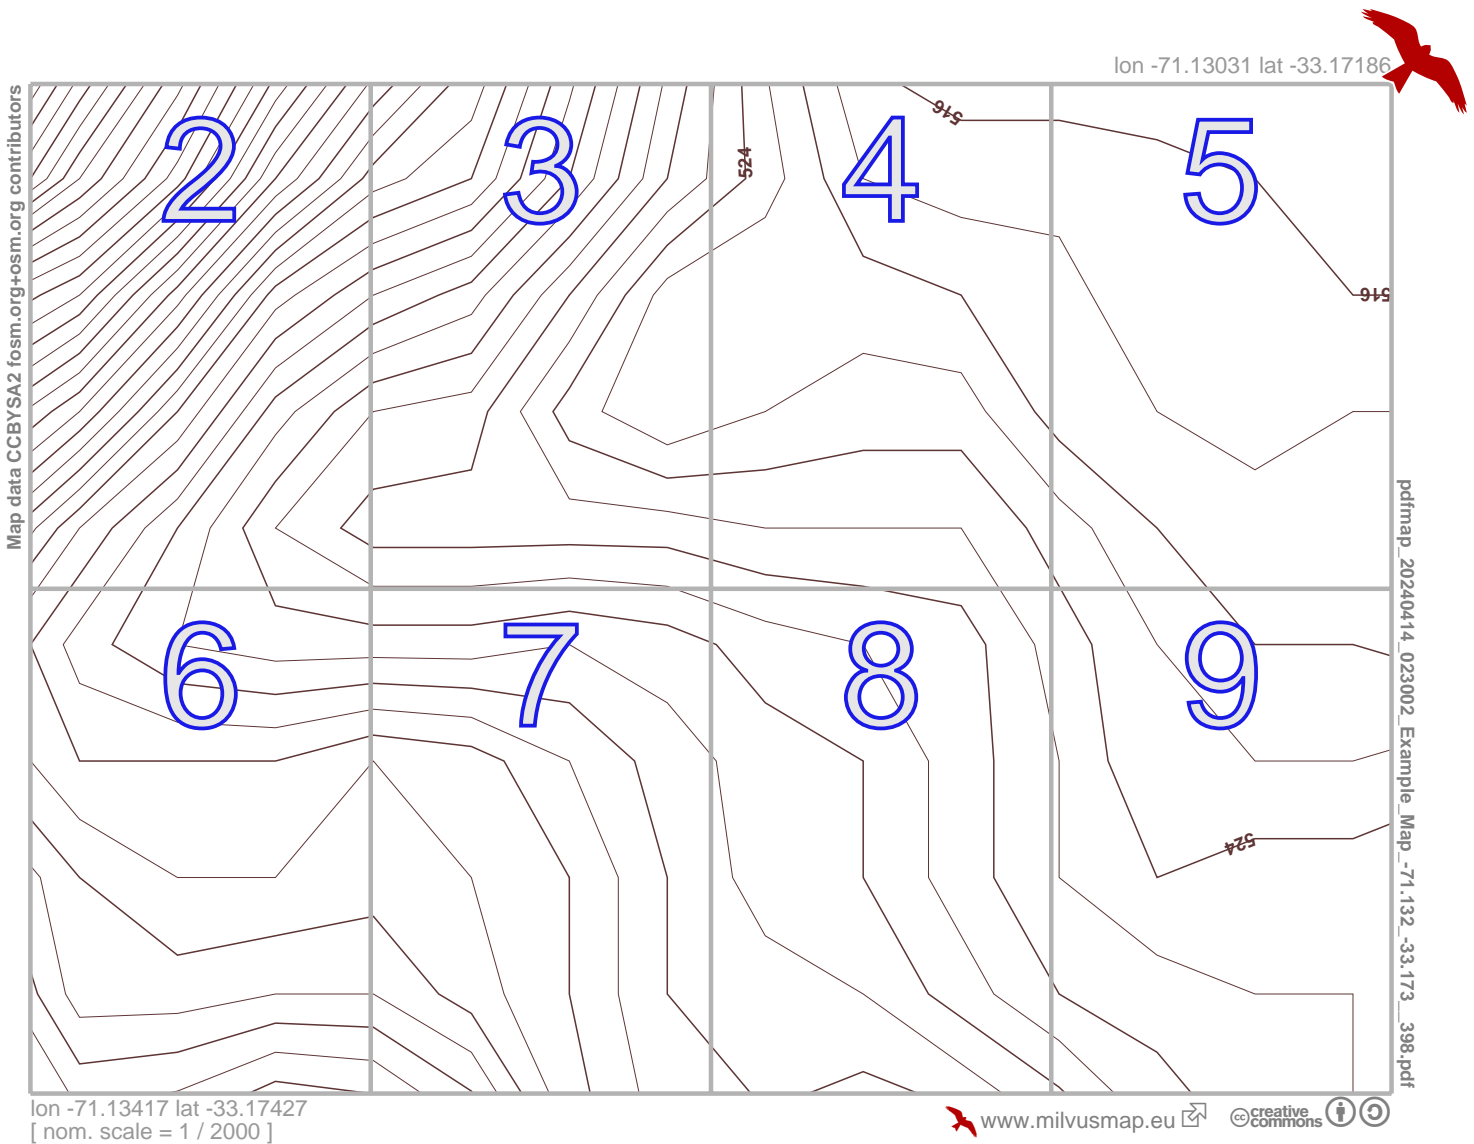 lon -71.13031 lat -33.17186
Map data CCBYSA2 fosm.org+osm.org contributors
2
3
4
5
516
524
516
6
7
8
9
524
pdfmap_20240414_023002_Example_Map_-71.132_-33.173__398.pdf
lon -71.13417 lat -33.17427
[ nom. scale = 1 / 2000 ]
www.milvusmap.eu
cc creative commons